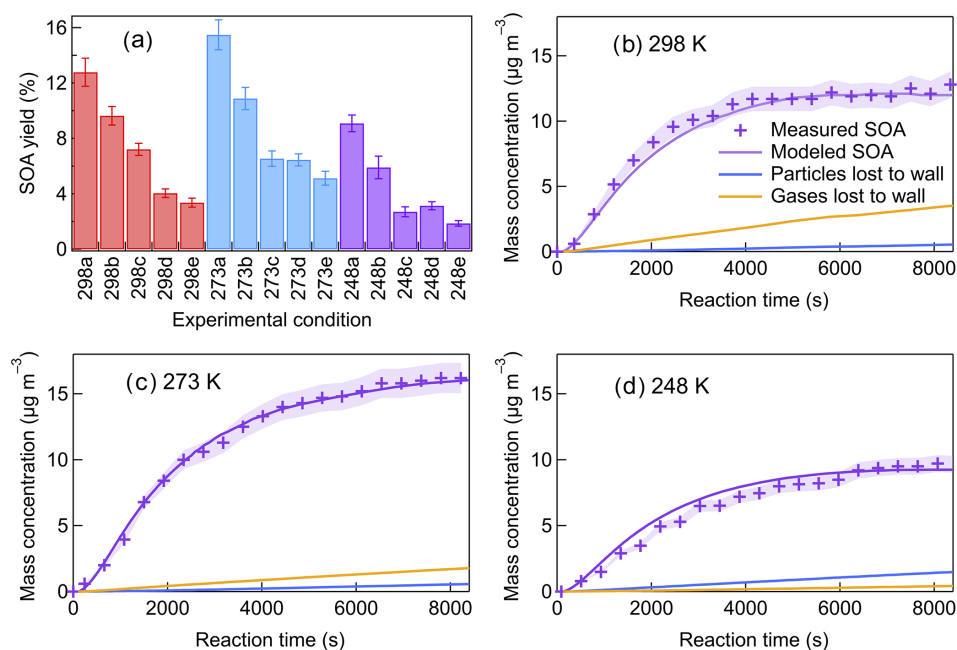 (a)
SOA yield (%)
16
12
8
4
0
298a 298b 298c 298d 298e 273a 273b 273c 273d 273e 248a 248b 248c 248d 248e
Experimental condition
(b) 298 K
Mass concentration (µg m⁻³)
15
10
5
0
Measured SOA
Modeled SOA
Particles lost to wall
Gases lost to wall
0 2000 4000 6000 8000
Reaction time (s)
(c) 273 K
Mass concentration (µg m⁻³)
15
10
5
0
0 2000 4000 6000 8000
Reaction time (s)
(d) 248 K
Mass concentration (µg m⁻³)
15
10
5
0
0 2000 4000 6000 8000
Reaction time (s)